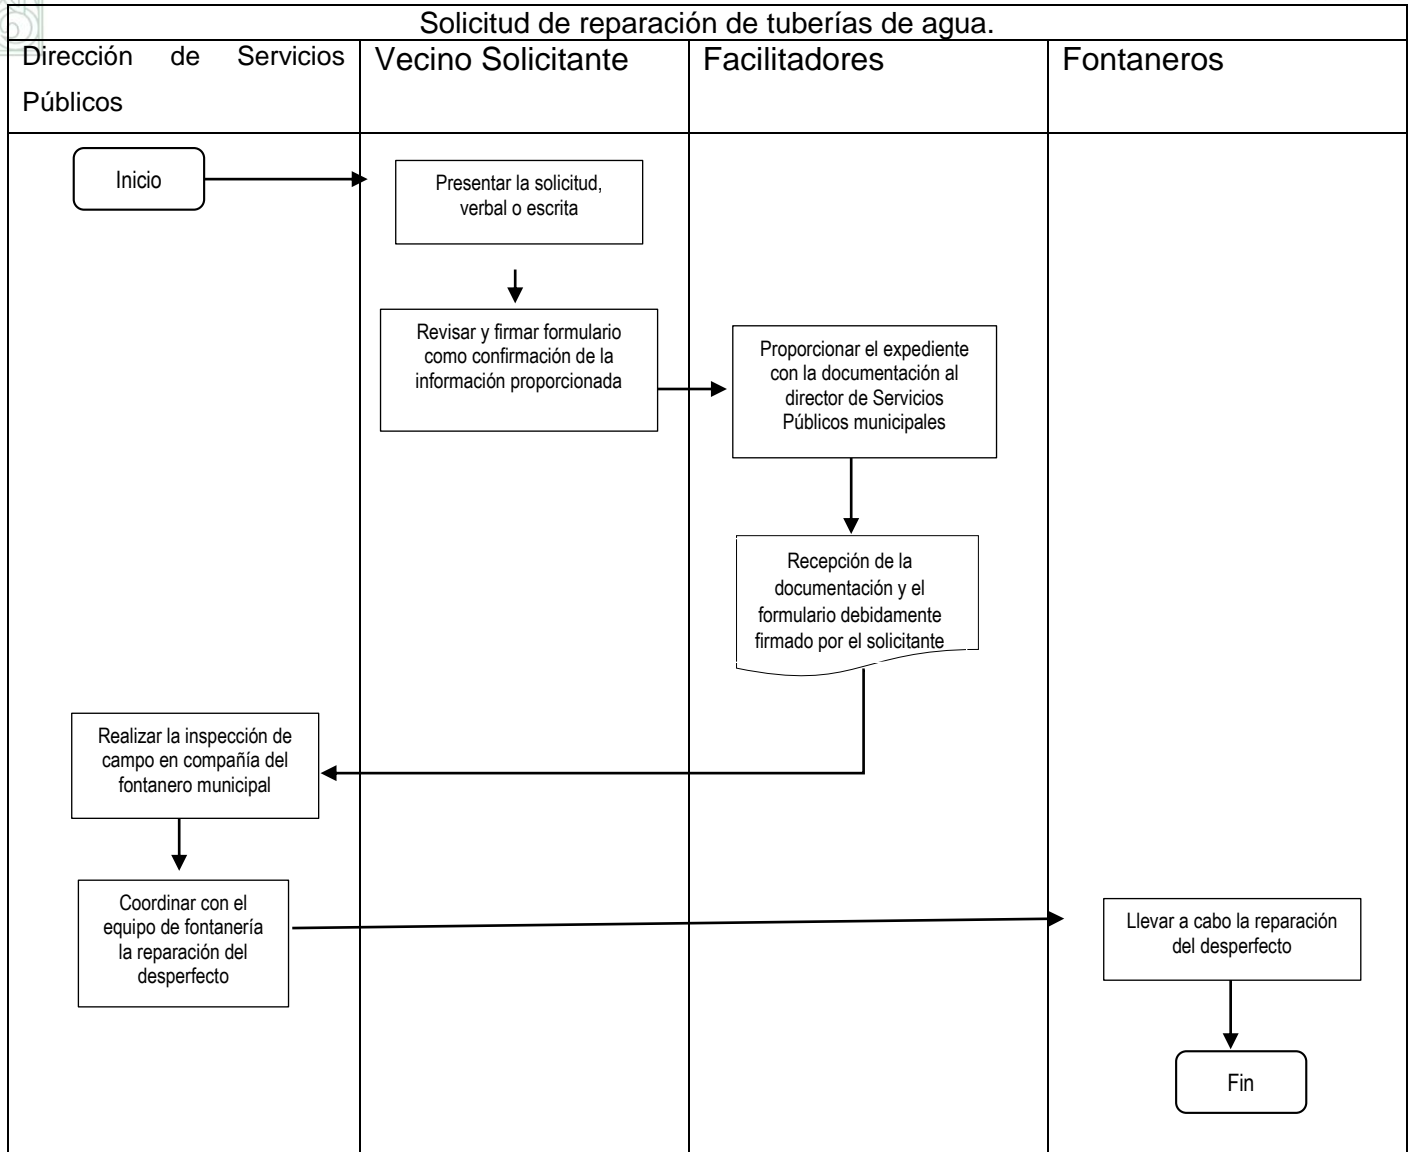 Solicitud de reparación de tuberías de agua.
Dirección de Servicios
Públicos
Vecino Solicitante
Facilitadores
Fontaneros
Inicio
Presentar la solicitud,
verbal o escrita
Revisar y firmar formulario
como confirmación de la
información proporcionada
Proporcionar el expediente
con la documentación al
director de Servicios
Públicos municipales
Recepción de la
documentación y el
formulario debidamente
firmado por el solicitante
Realizar la inspección de
campo en compañía del
fontanero municipal
Coordinar con el
equipo de fontanería
la reparación del
desperfecto
Llevar a cabo la reparación
del desperfecto
Fin